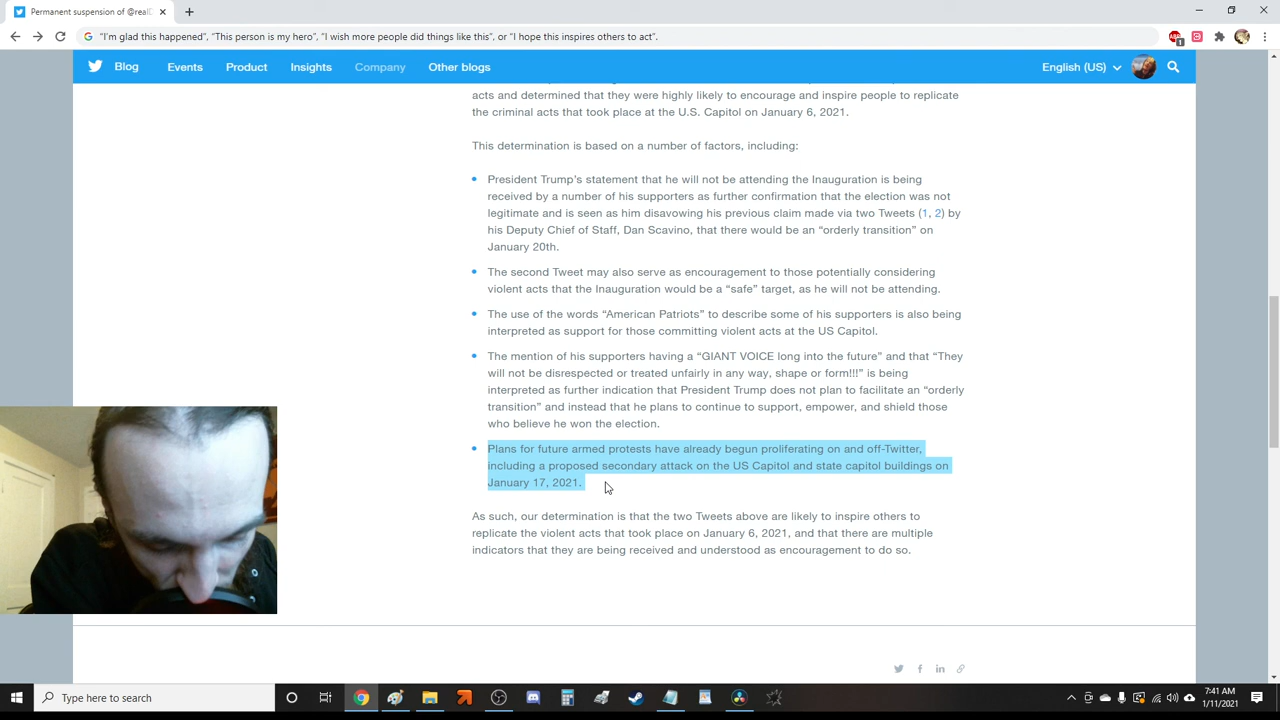 Permanent suspension of @reald
"I'm glad this happened", "This person is my hero", "I wish more people did things like this", or "I hope this inspires others to act".
Blog Events Product Insights Company Other blogs English (US)
acts and determined that they were highly likely to encourage and inspire people to replicate
the criminal acts that took place at the U.S. Capitol on January 6, 2021.
This determination is based on a number of factors, including:
• President Trump’s statement that he will not be attending the Inauguration is being
received by a number of his supporters as further confirmation that the election was not
legitimate and is seen as him disavowing his previous claim made via two Tweets (1, 2) by
his Deputy Chief of Staff, Dan Scavino, that there would be an “orderly transition” on
January 20th.
• The second Tweet may also serve as encouragement to those potentially considering
violent acts that the Inauguration would be a “safe” target, as he will not be attending.
• The use of the words “American Patriots” to describe some of his supporters is also being
interpreted as support for those committing violent acts at the US Capitol.
• The mention of his supporters having a “GIANT VOICE long into the future” and that “They
will not be disrespected or treated unfairly in any way, shape or form!!!” is being
interpreted as further indication that President Trump does not plan to facilitate an “orderly
transition” and instead that he plans to continue to support, empower, and shield those
who believe he won the election.
• Plans for future armed protests have already begun proliferating on and off-Twitter,
including a proposed secondary attack on the US Capitol and state capitol buildings on
January 17, 2021.
As such, our determination is that the two Tweets above are likely to inspire others to
replicate the violent acts that took place on January 6, 2021, and that there are multiple
indicators that they are being received and understood as encouragement to do so.
Type here to search
7:41 AM
1/11/2021